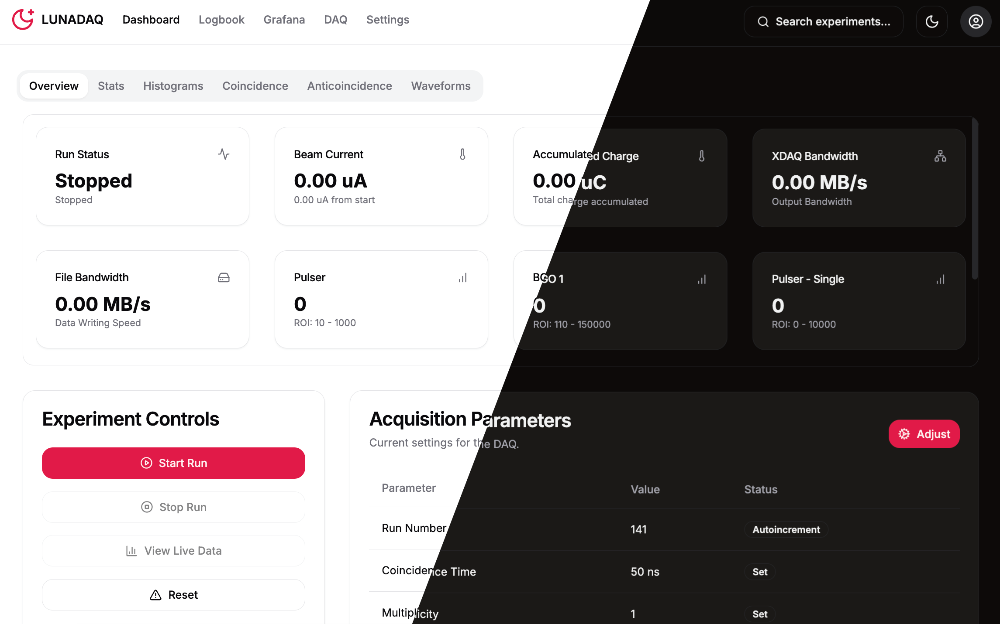 LUNADAQ Dashboard Logbook Grafana DAQ Settings Search experiments...
Overview Stats Histograms Coincidence Anticoincidence Waveforms
Run Status
Stopped
Stopped
Beam Current
0.00 uA
0.00 uA from start
Accumulated Charge
0.00 uC
Total charge accumulated
XDAQ Bandwidth
0.00 MB/s
Output Bandwidth
File Bandwidth
0.00 MB/s
Data Writing Speed
Pulser
0
ROI: 10 - 1000
BGO 1
0
ROI: 110 - 150000
Pulser - Single
0
ROI: 0 - 10000
Experiment Controls
Start Run
Stop Run
View Live Data
Reset
Acquisition Parameters
Current settings for the DAQ.
Adjust
Parameter Value Status
Run Number 141 Autoincrement
Coincidence Time 50 ns Set
Multiplicity 1 Set